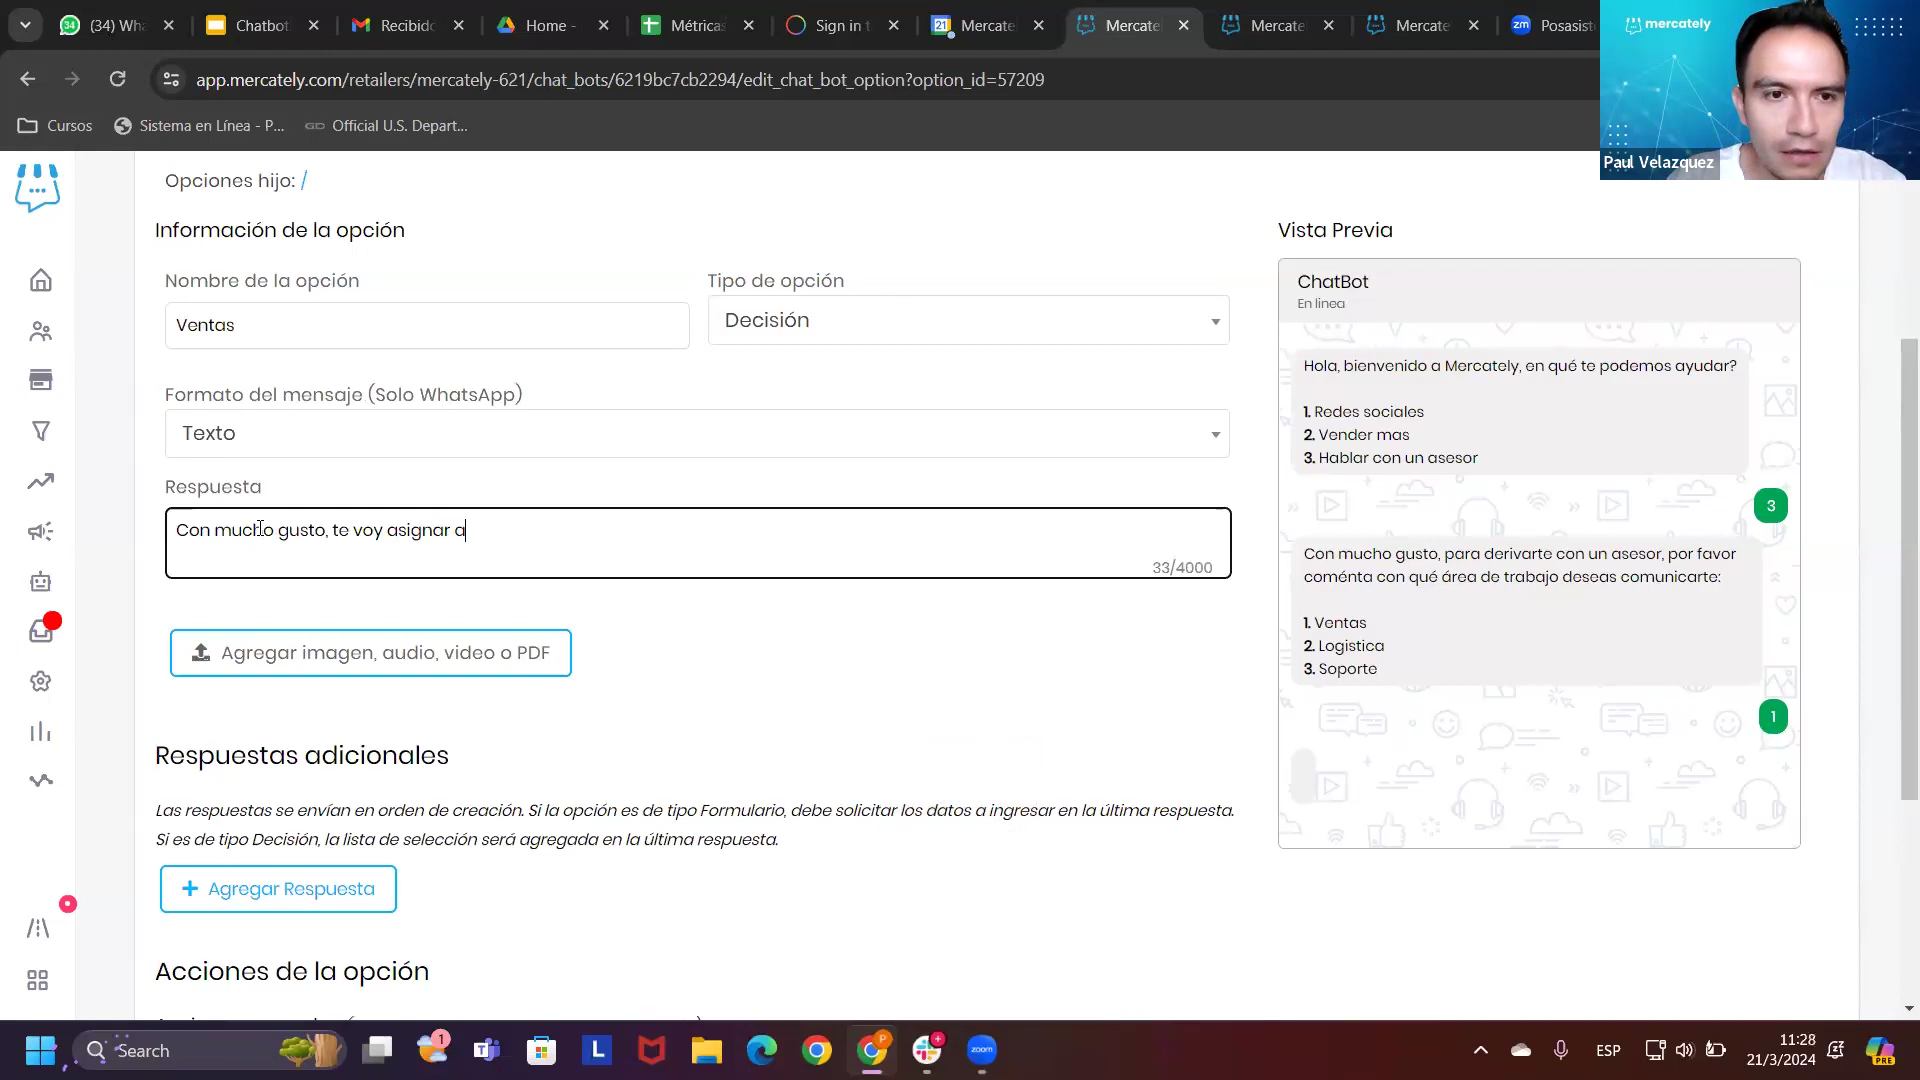 (34) Wha
Chatbot
Recibido
Home -
Métricas
Sign in t
Mercate
Mercate
Mercate
Mercate
Posasist
app.mercately.com/retailers/mercately-621/chat_bots/6219bc7cb2294/edit_chat_bot_option?option_id=57209
Cursos
Sistema en Línea - P...
Official U.S. Depart...
mercately
Paul Velazquez
Opciones hijo: /
Información de la opción
Nombre de la opción
Ventas
Tipo de opción
Decisión
Formato del mensaje (Solo WhatsApp)
Texto
Respuesta
Con mucho gusto, te voy asignar a
33/4000
Agregar imagen, audio, video o PDF
Respuestas adicionales
Las respuestas se envían en orden de creación. Si la opción es de tipo Formulario, debe solicitar los datos a ingresar en la última respuesta.
Si es de tipo Decisión, la lista de selección será agregada en la última respuesta.
+ Agregar Respuesta
Acciones de la opción
Vista Previa
ChatBot
En linea
Hola, bienvenido a Mercately, en qué te podemos ayudar?
1. Redes sociales
2. Vender mas
3. Hablar con un asesor
3
Con mucho gusto, para derivarte con un asesor, por favor
coménta con qué área de trabajo deseas comunicarte:
1. Ventas
2. Logistica
3. Soporte
1
Search
1
L
P
zoom
ESP
11:28
21/3/2024
PRE